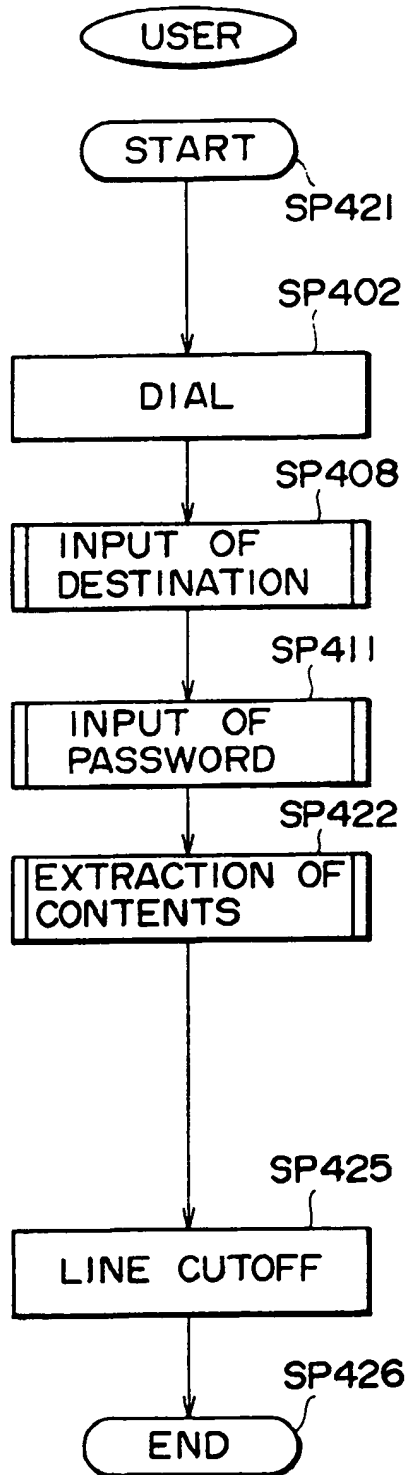 USER
START
SP421
SP402
DIAL
SP408
INPUT OF
DESTINATION
SP411
INPUT OF
PASSWORD
SP422
EXTRACTION OF
CONTENTS
SP425
LINE CUTOFF
SP426
END